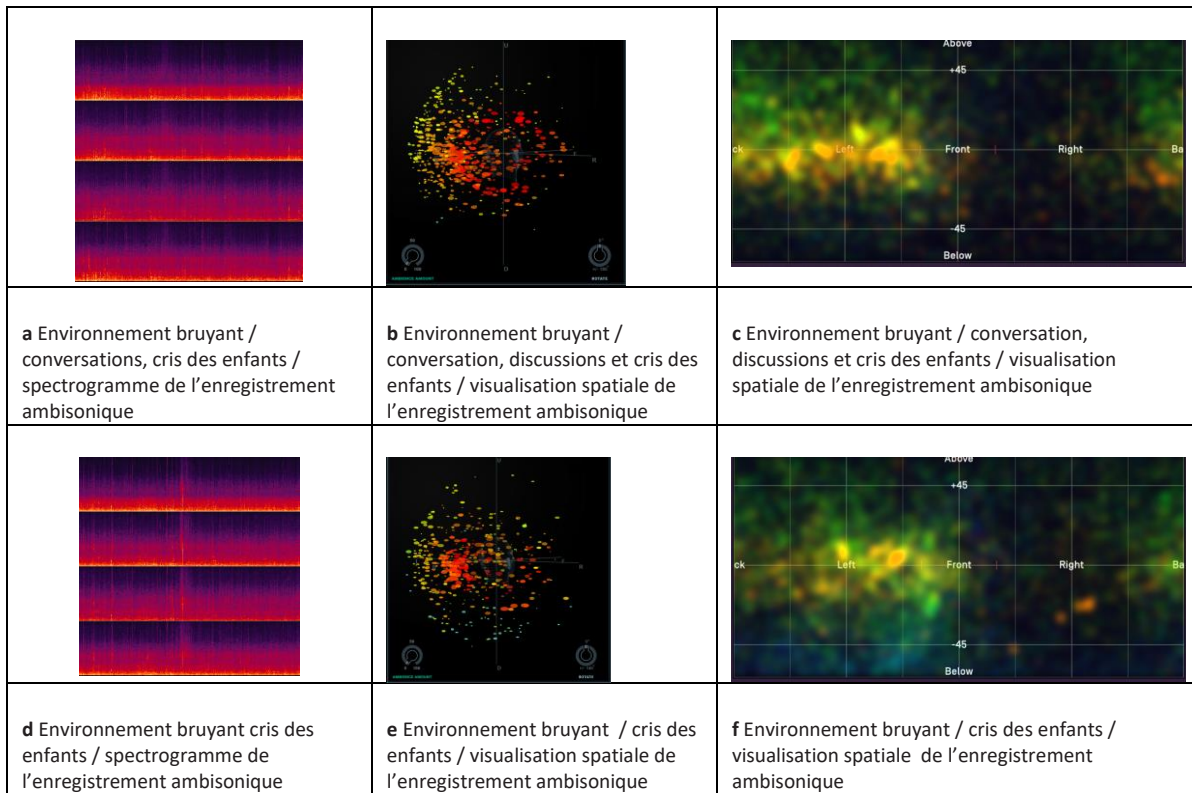 Above
+45
ck Left Front Right Ba
-45
Below
a Environnement bruyant /
conversations, cris des enfants /
spectrogramme de l’enregistrement
ambisonique
b Environnement bruyant /
conversation, discussions et cris des
enfants / visualisation spatiale de
l’enregistrement ambisonique
c Environnement bruyant / conversation,
discussions et cris des enfants / visualisation
spatiale de l’enregistrement ambisonique
Above
+45
ck Left Front Right Ba
-45
Below
d Environnement bruyant cris des
enfants / spectrogramme de
l’enregistrement ambisonique
e Environnement bruyant / cris des
enfants / visualisation spatiale de
l’enregistrement ambisonique
f Environnement bruyant / cris des enfants /
visualisation spatiale de l’enregistrement
ambisonique